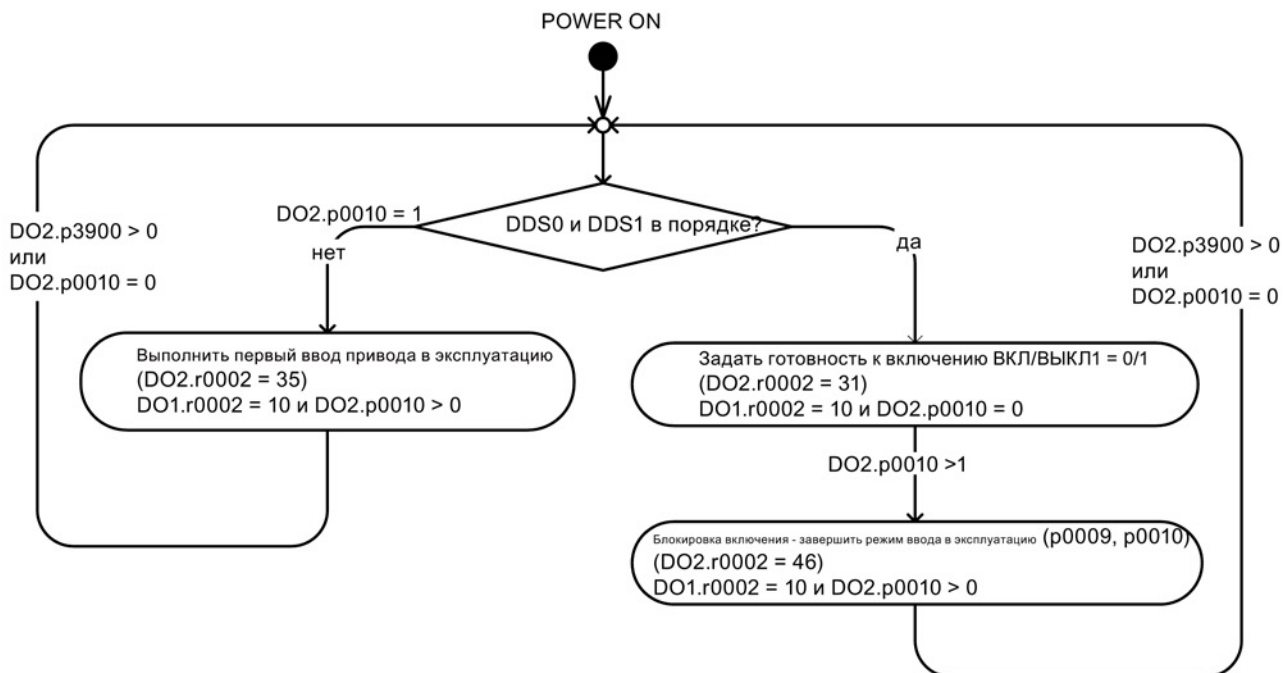 POWER ON
DDS0 и DDS1 в порядке?
DO2.p0010 = 1
нет
да
DO2.p3900 > 0
или
DO2.p0010 = 0
DO2.p3900 > 0
или
DO2.p0010 = 0
Выполнить первый ввод привода в эксплуатацию
(DO2.r0002 = 35)
DO1.r0002 = 10 и DO2.p0010 > 0
Задать готовность к включению ВКЛ/ВЫКЛ1 = 0/1
(DO2.r0002 = 31)
DO1.r0002 = 10 и DO2.p0010 = 0
DO2.p0010 >1
Блокировка включения - завершить режим ввода в эксплуатацию (p0009, p0010)
(DO2.r0002 = 46)
DO1.r0002 = 10 и DO2.p0010 > 0